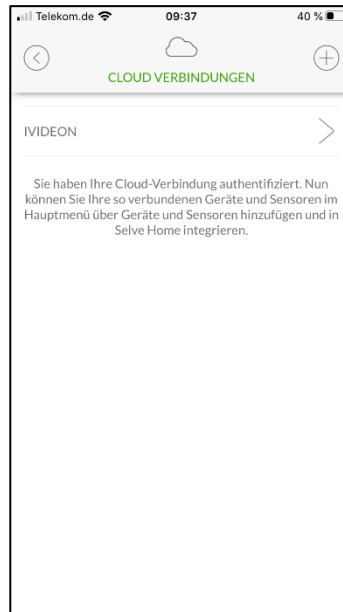 Telekom.de 09:37 40 %
CLOUD VERBINDUNGEN
IVIDEON
Sie haben Ihre Cloud-Verbindung authentifiziert. Nun
können Sie Ihre so verbundenen Geräte und Sensoren im
Hauptmenü über Geräte und Sensoren hinzufügen und in
Selve Home integrieren.